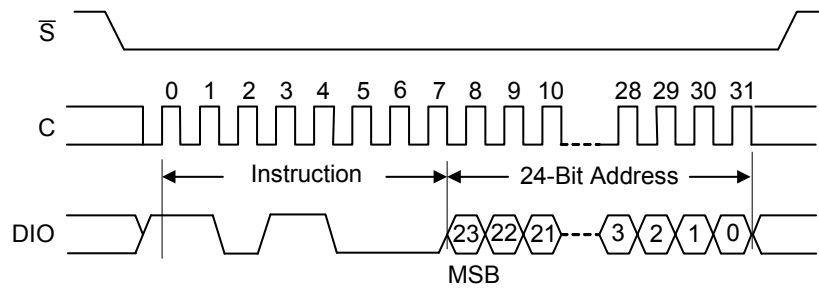 S
0 1 2 3 4 5 6 7 8 9 10 28 29 30 31
C
Instruction 24-Bit Address
DIO 23 22 21 3 2 1 0
MSB